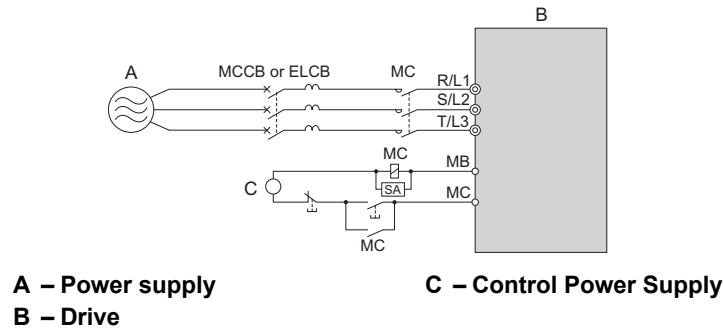 B
A
MCCB or ELCB
MC
R/L1
S/L2
T/L3
MC
MB
C
SA
MC
MC
A – Power supply
C – Control Power Supply
B – Drive